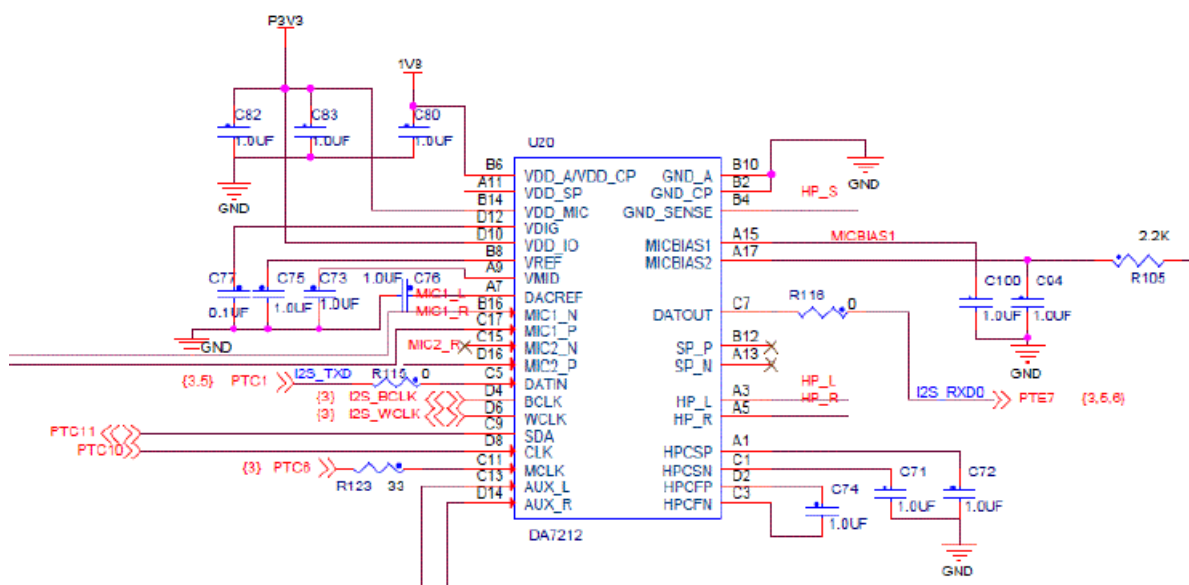 P3V3
1V8
C82
1.0UF
C83
1.0UF
C80
1.0UF
GND
U20
B6 VDD_A/VDD_CP
A11 VDD_SP
B14 VDD_MIC
D12 VDIG
D10 VDD_IO
B8 VREF
A9 VMID
A7 DACREF
B16 MIC1_N
C17 MIC1_P
C15 MIC2_N
D16 MIC2_P
C5 DATIN
D4 BCLK
D6 WCLK
C9 SDA
D8 CLK
C11 MCLK
C13 AUX_L
D14 AUX_R
GND_A B10
GND_CP B2
GND_SENSE B4
MICBIAS1 A15
MICBIAS2 A17
DATOUT C7
SP_P B12
SP_N A13
HP_L A3
HP_R A5
HPCSP A1
HPCSN C1
HPCFP D2
HPCFN C3
DA7212
C77
0.1UF
C75
1.0UF
C73
1.0UF
1.0UF C76
GND
MIC1_L
MIC1_R
MIC2_R
{3,5} PTC1 I2S_TXD R115 0
{3} I2S_BCLK
{3} I2S_WCLK
PTC11
PTC10
{3} PTC6
R123 33
GND
HP_S
MICBIAS1
2.2K
R105
C100
1.0UF
C04
1.0UF
GND
R116 0
I2S_RXD0 PTE7 {3,5,6}
HP_L
HP_R
C74
1.0UF
C71
1.0UF
C72
1.0UF
GND